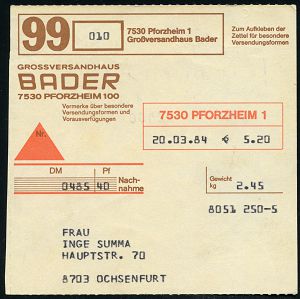 99
010
7530 Pforzheim 1
Großversandhaus Bader
Zum Aufkleben der
Zettel für besondere
Versendungsformen
GROSSVERSANDHAUS
BADER
7530 PFORZHEIM 100
Vermerke über besondere
Versendungsformen und
Vorausverfügungen
7530 PFORZHEIM 1
20.03.84 € 5.20
Nr.
DM Pf
0485 40
Nach-
nahme
Gewicht
kg
2.45
8051 250-5
FRAU
INGE SUMMA
HAUPTSTR. 70
8703 OCHSENFURT